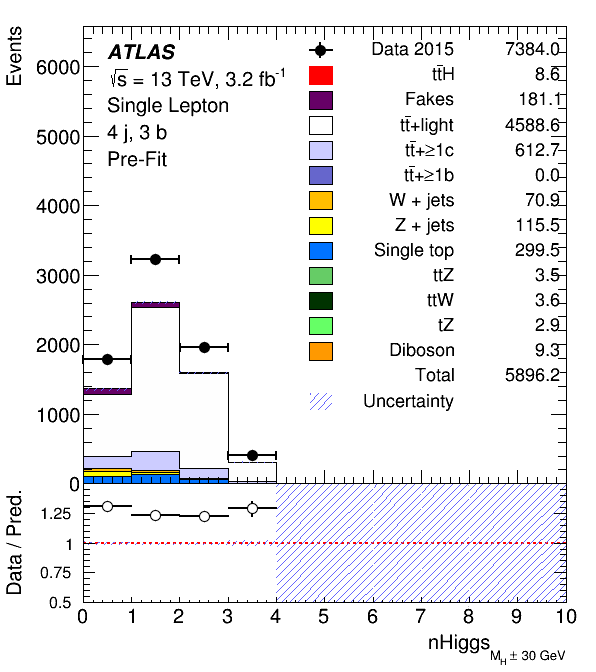 Events
6000
5000
4000
3000
2000
1000
0
ATLAS
√s = 13 TeV, 3.2 fb⁻¹
Single Lepton
4 j, 3 b
Pre-Fit
Data 2015 7384.0
tt̄H 8.6
Fakes 181.1
tt̄+light 4588.6
tt̄+≥1c 612.7
tt̄+≥1b 0.0
W + jets 70.9
Z + jets 115.5
Single top 299.5
ttZ 3.5
ttW 3.6
tZ 2.9
Diboson 9.3
Total 5896.2
Uncertainty
Data / Pred.
1.25
1
0.75
0.5
0 1 2 3 4 5 6 7 8 9 10
nHiggs M_H ± 30 GeV